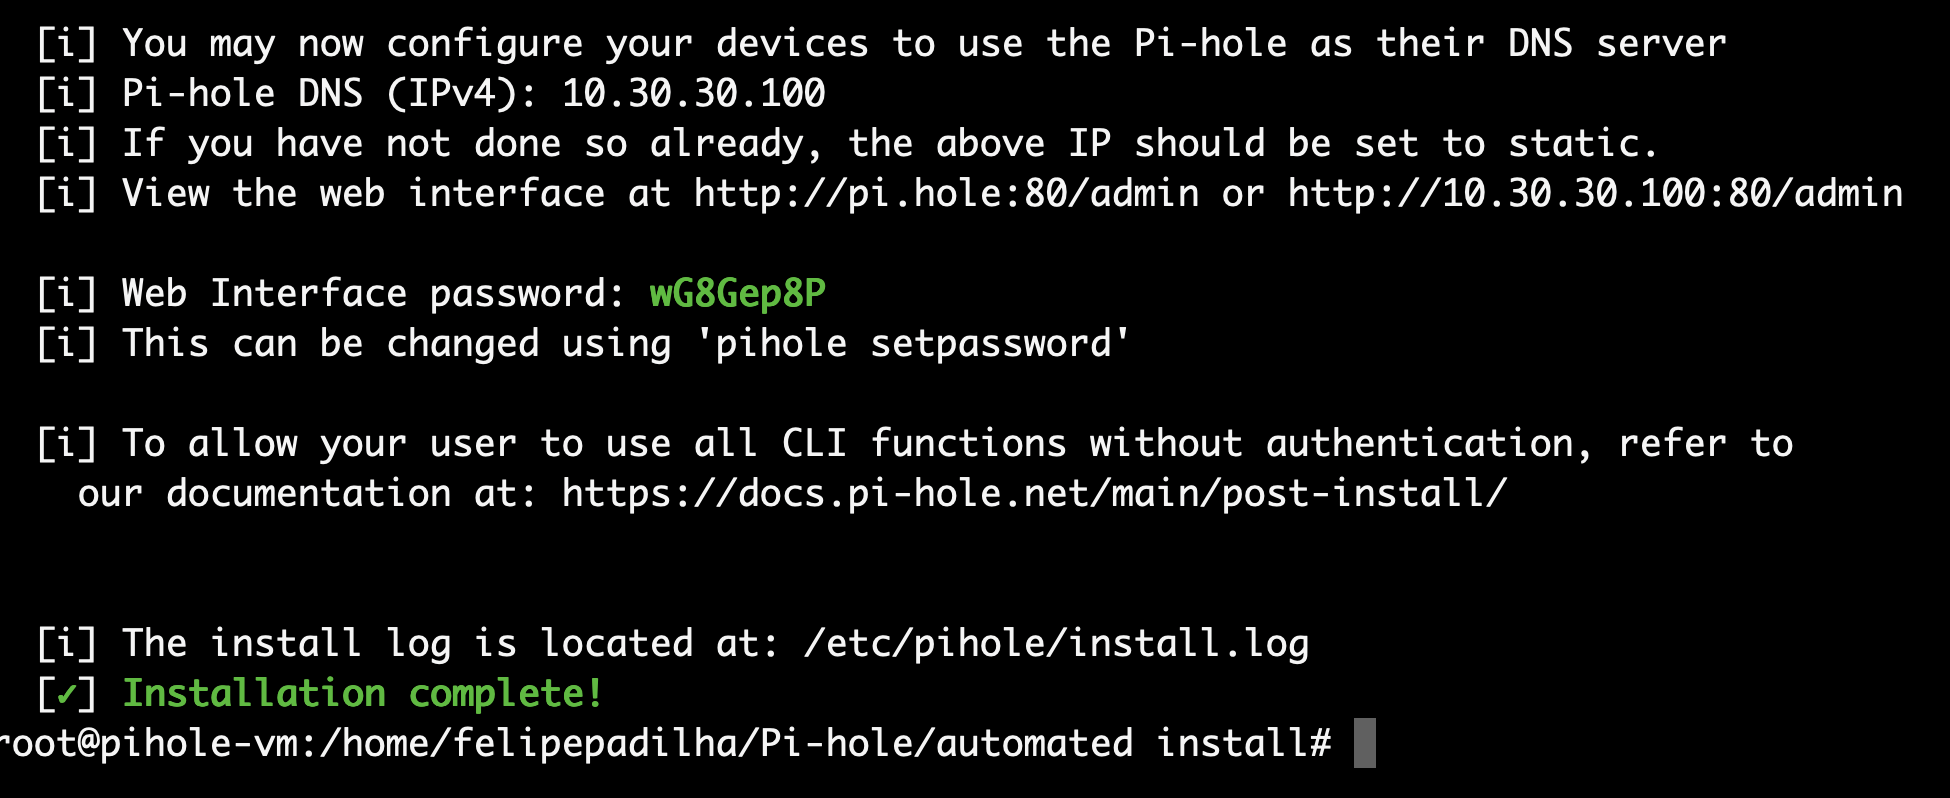 [i] You may now configure your devices to use the Pi-hole as their DNS server
[i] Pi-hole DNS (IPv4): 10.30.30.100
[i] If you have not done so already, the above IP should be set to static.
[i] View the web interface at http://pi.hole:80/admin or http://10.30.30.100:80/admin
[i] Web Interface password: wG8Gep8P
[i] This can be changed using 'pihole setpassword'
[i] To allow your user to use all CLI functions without authentication, refer to
our documentation at: https://docs.pi-hole.net/main/post-install/
[i] The install log is located at: /etc/pihole/install.log
[✓] Installation complete!
root@pihole-vm:/home/felipepadilha/Pi-hole/automated install#